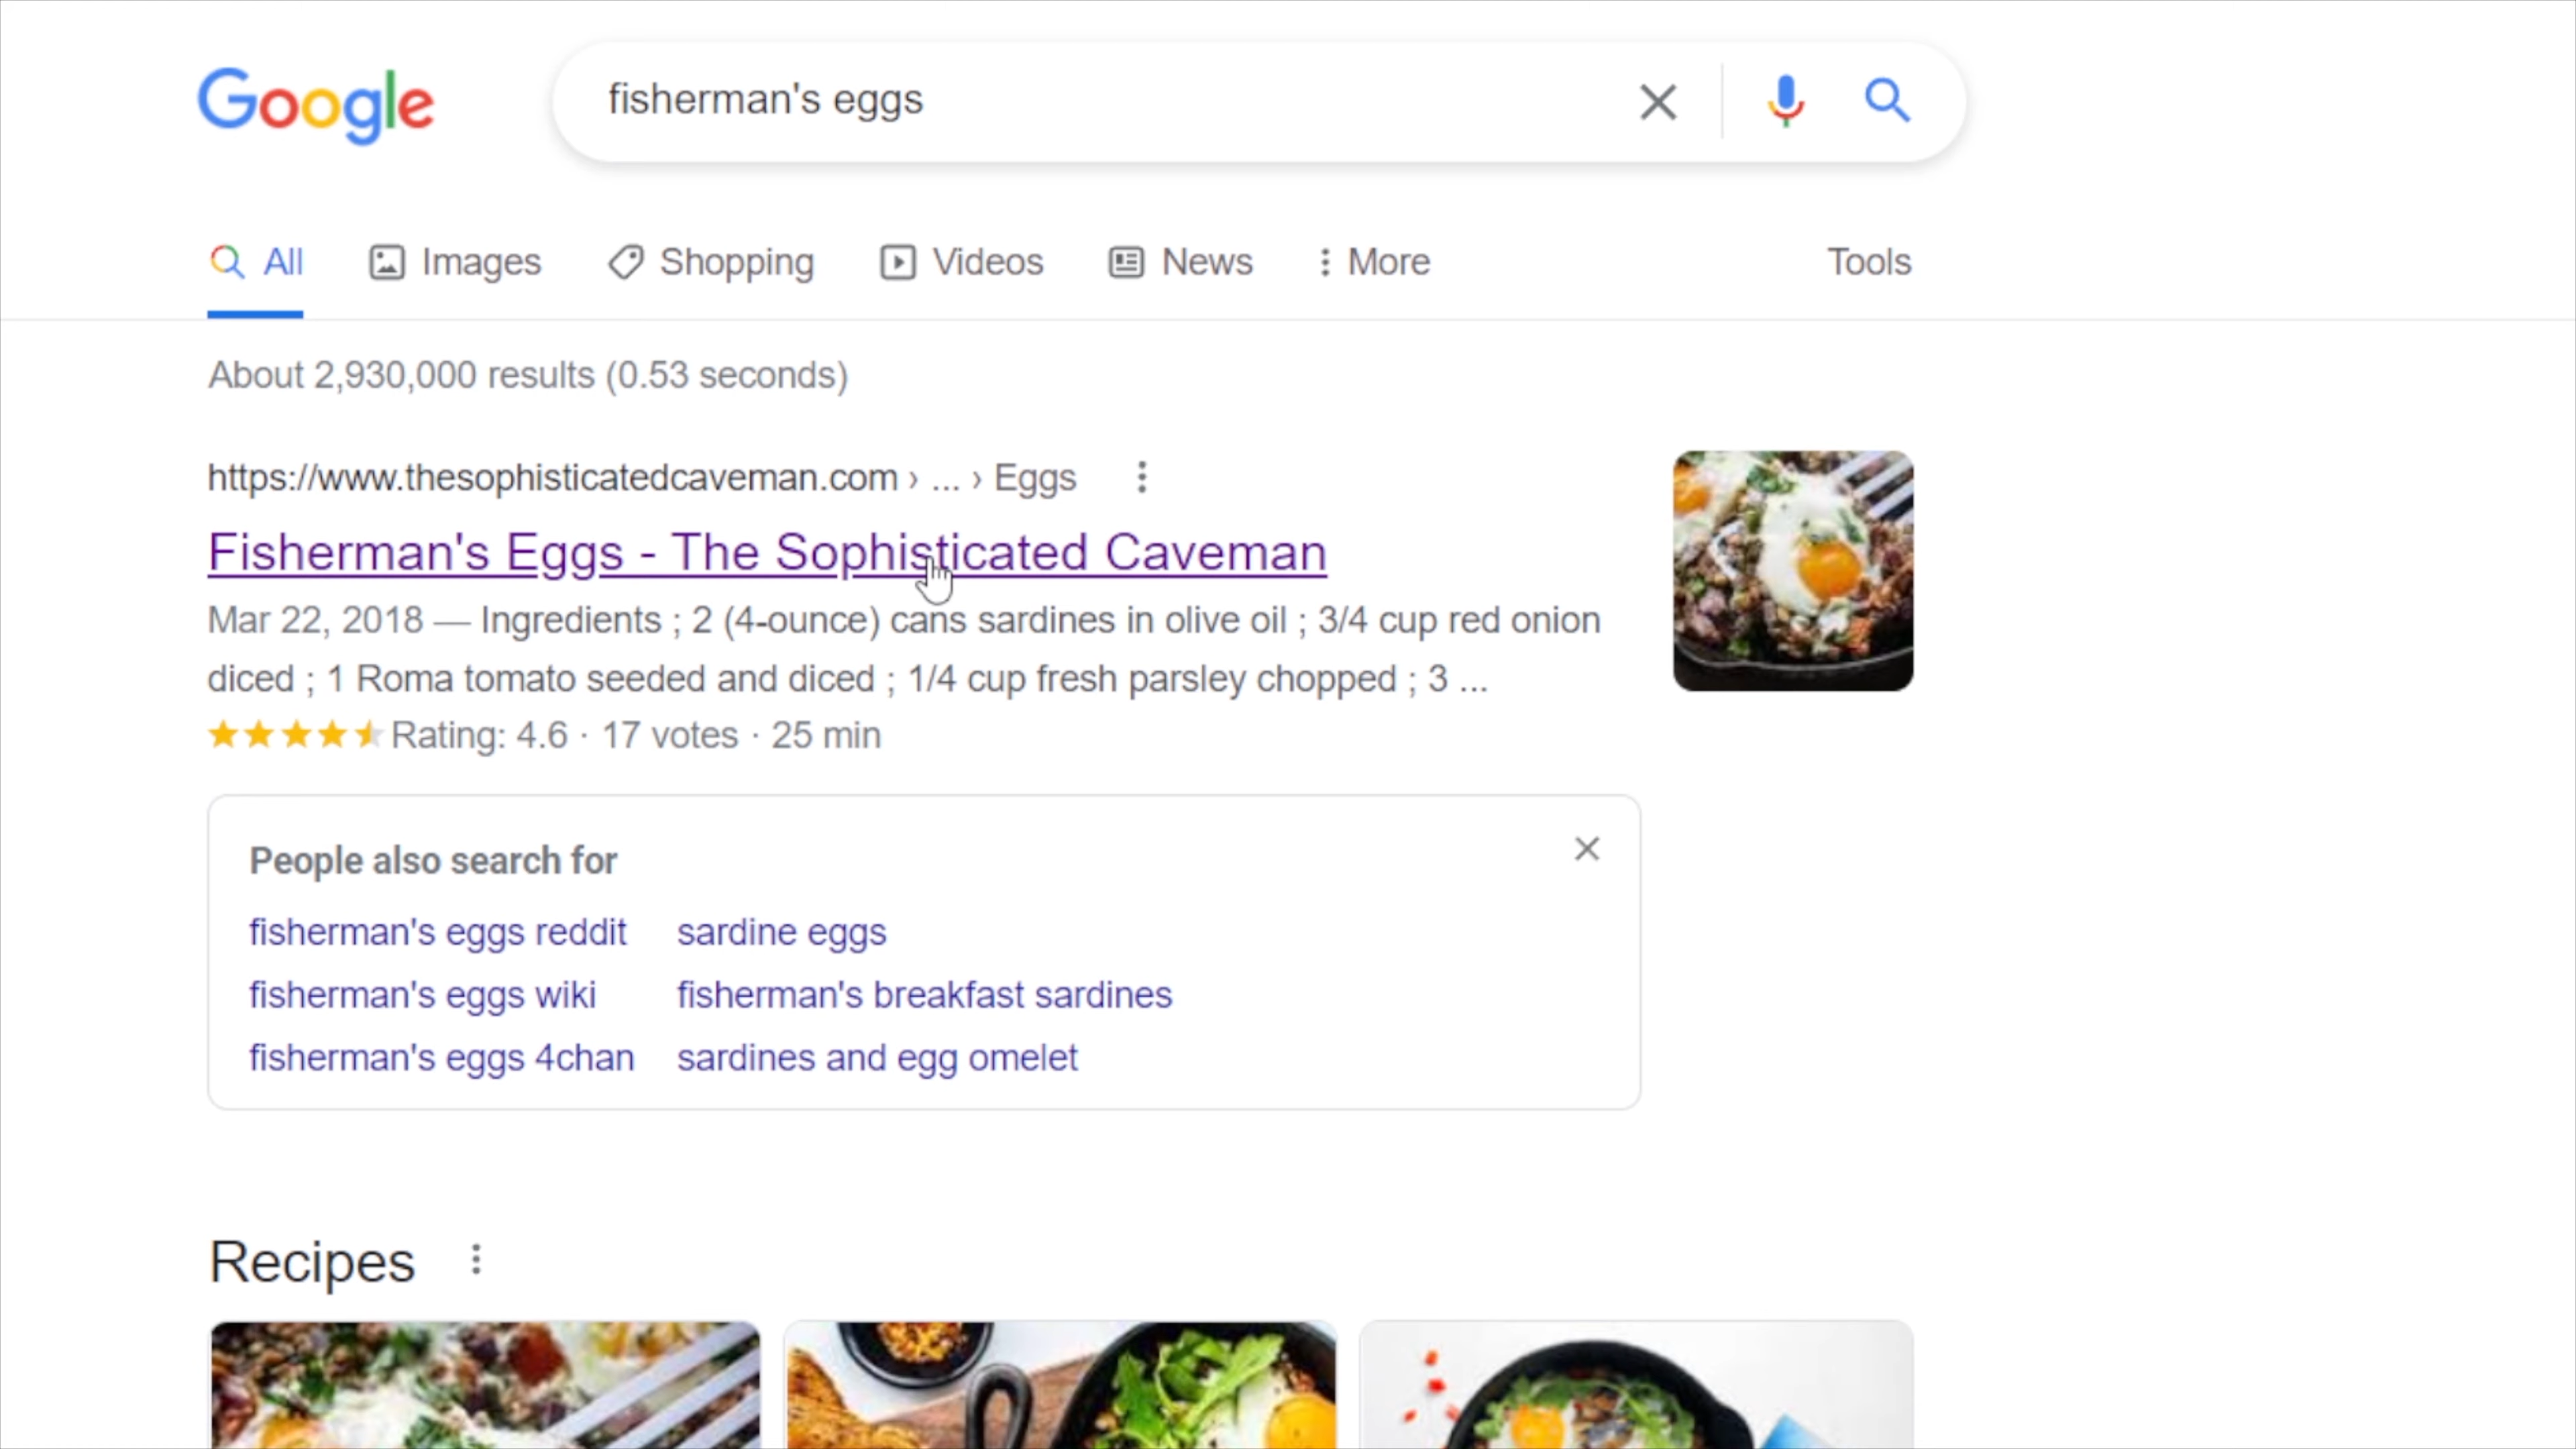 Google
fisherman's eggs
All Images Shopping Videos News More Tools
About 2,930,000 results (0.53 seconds)
https://www.thesophisticatedcaveman.com › ... › Eggs
Fisherman's Eggs - The Sophisticated Caveman
Mar 22, 2018 — Ingredients ; 2 (4-ounce) cans sardines in olive oil ; 3/4 cup red onion
diced ; 1 Roma tomato seeded and diced ; 1/4 cup fresh parsley chopped ; 3 ...
Rating: 4.6 · 17 votes · 25 min
People also search for
fisherman's eggs reddit sardine eggs
fisherman's eggs wiki fisherman's breakfast sardines
fisherman's eggs 4chan sardines and egg omelet
Recipes